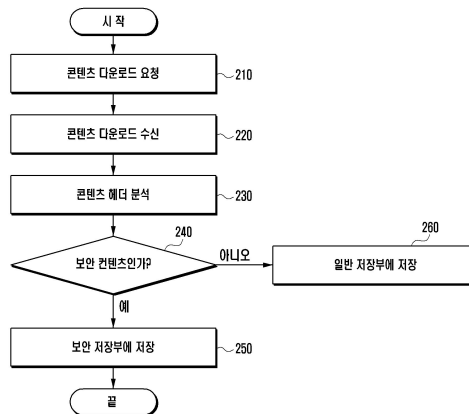 시 작
콘텐츠 다운로드 요청
210
콘텐츠 다운로드 수신
220
콘텐츠 헤더 분석
230
240
보안 컨텐츠인가?
아니오
260
일반 저장부에 저장
예
보안 저장부에 저장
250
끝